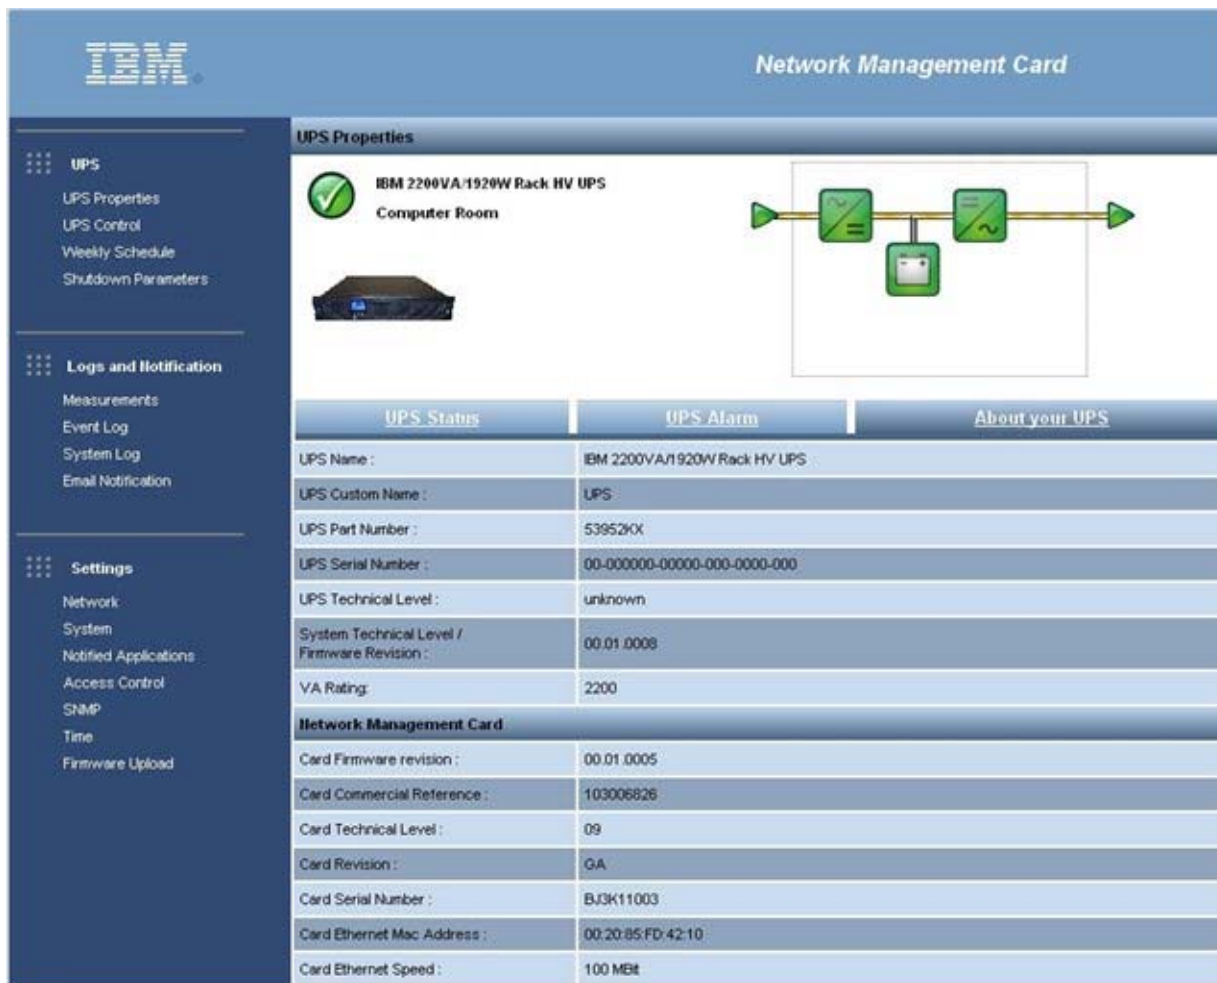 IBM
Network Management Card
UPS
UPS Properties
UPS Control
Weekly Schedule
Shutdown Parameters
Logs and Notification
Measurements
Event Log
System Log
Email Notification
Settings
Network
System
Notified Applications
Access Control
SNMP
Time
Firmware Upload
UPS Properties
IBM 2200VA/1920W Rack HV UPS
Computer Room
UPS Status UPS Alarm About your UPS
UPS Name : IBM 2200VA/1920W Rack HV UPS
UPS Custom Name : UPS
UPS Part Number : 53952KX
UPS Serial Number : 00-000000-00000-000-0000-000
UPS Technical Level : unknown
System Technical Level /
Firmware Revision : 00.01.0008
VA Rating: 2200
Network Management Card
Card Firmware revision : 00.01.0005
Card Commercial Reference : 103006826
Card Technical Level : 09
Card Revision : GA
Card Serial Number : BJ3K11003
Card Ethernet Mac Address : 00:20:85:FD:42:10
Card Ethernet Speed : 100 MBit